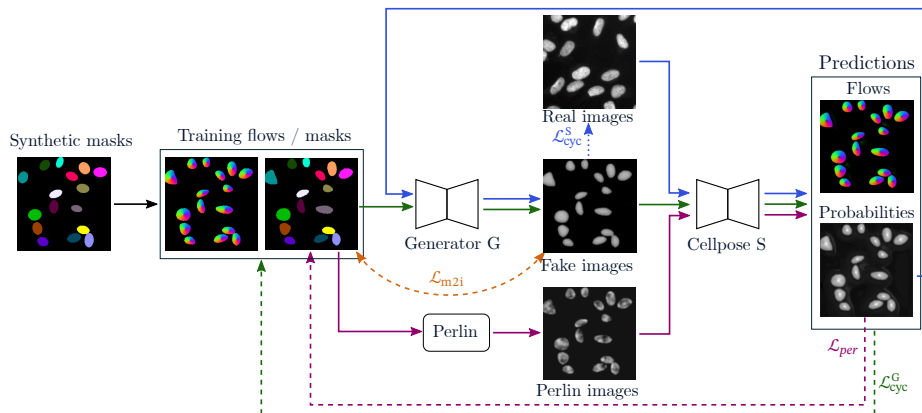 Predictions
Flows
Real images
Synthetic masks
Training flows / masks
ℒ^S_cyc
Probabilities
Generator G
Cellpose S
Fake images
ℒ_m2i
Perlin
ℒ_per
Perlin images
ℒ^G_cyc